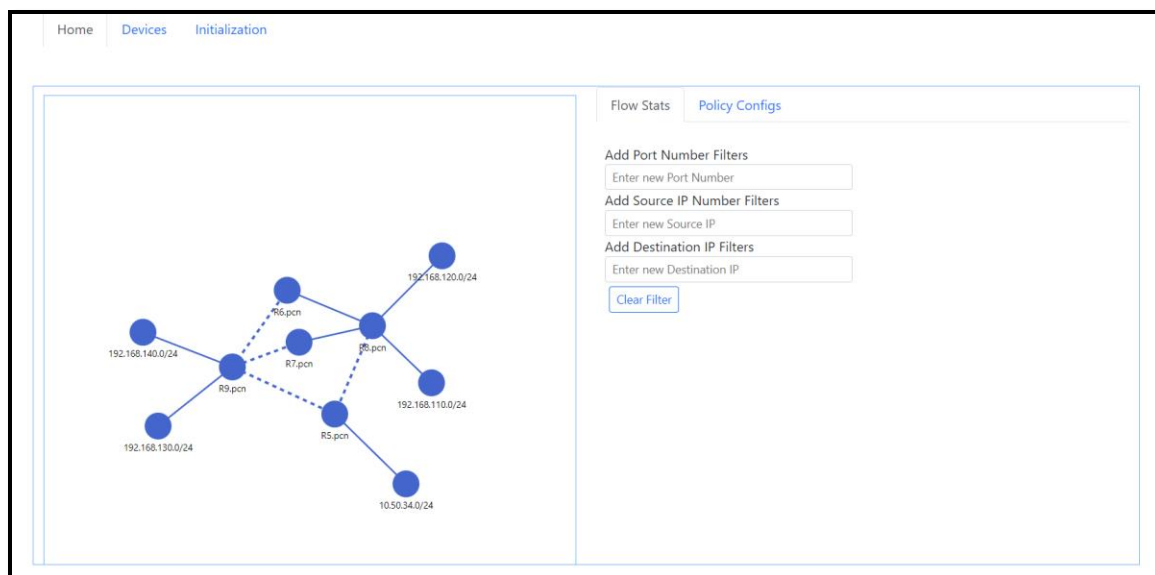 Home Devices Initialization
Flow Stats Policy Configs
Add Port Number Filters
Enter new Port Number
Add Source IP Number Filters
Enter new Source IP
Add Destination IP Filters
Enter new Destination IP
Clear Filter
192.168.120.0/24
R6.pcn
R8.pcn
192.168.140.0/24
R7.pcn
R9.pcn
192.168.110.0/24
R5.pcn
192.168.130.0/24
10.50.34.0/24